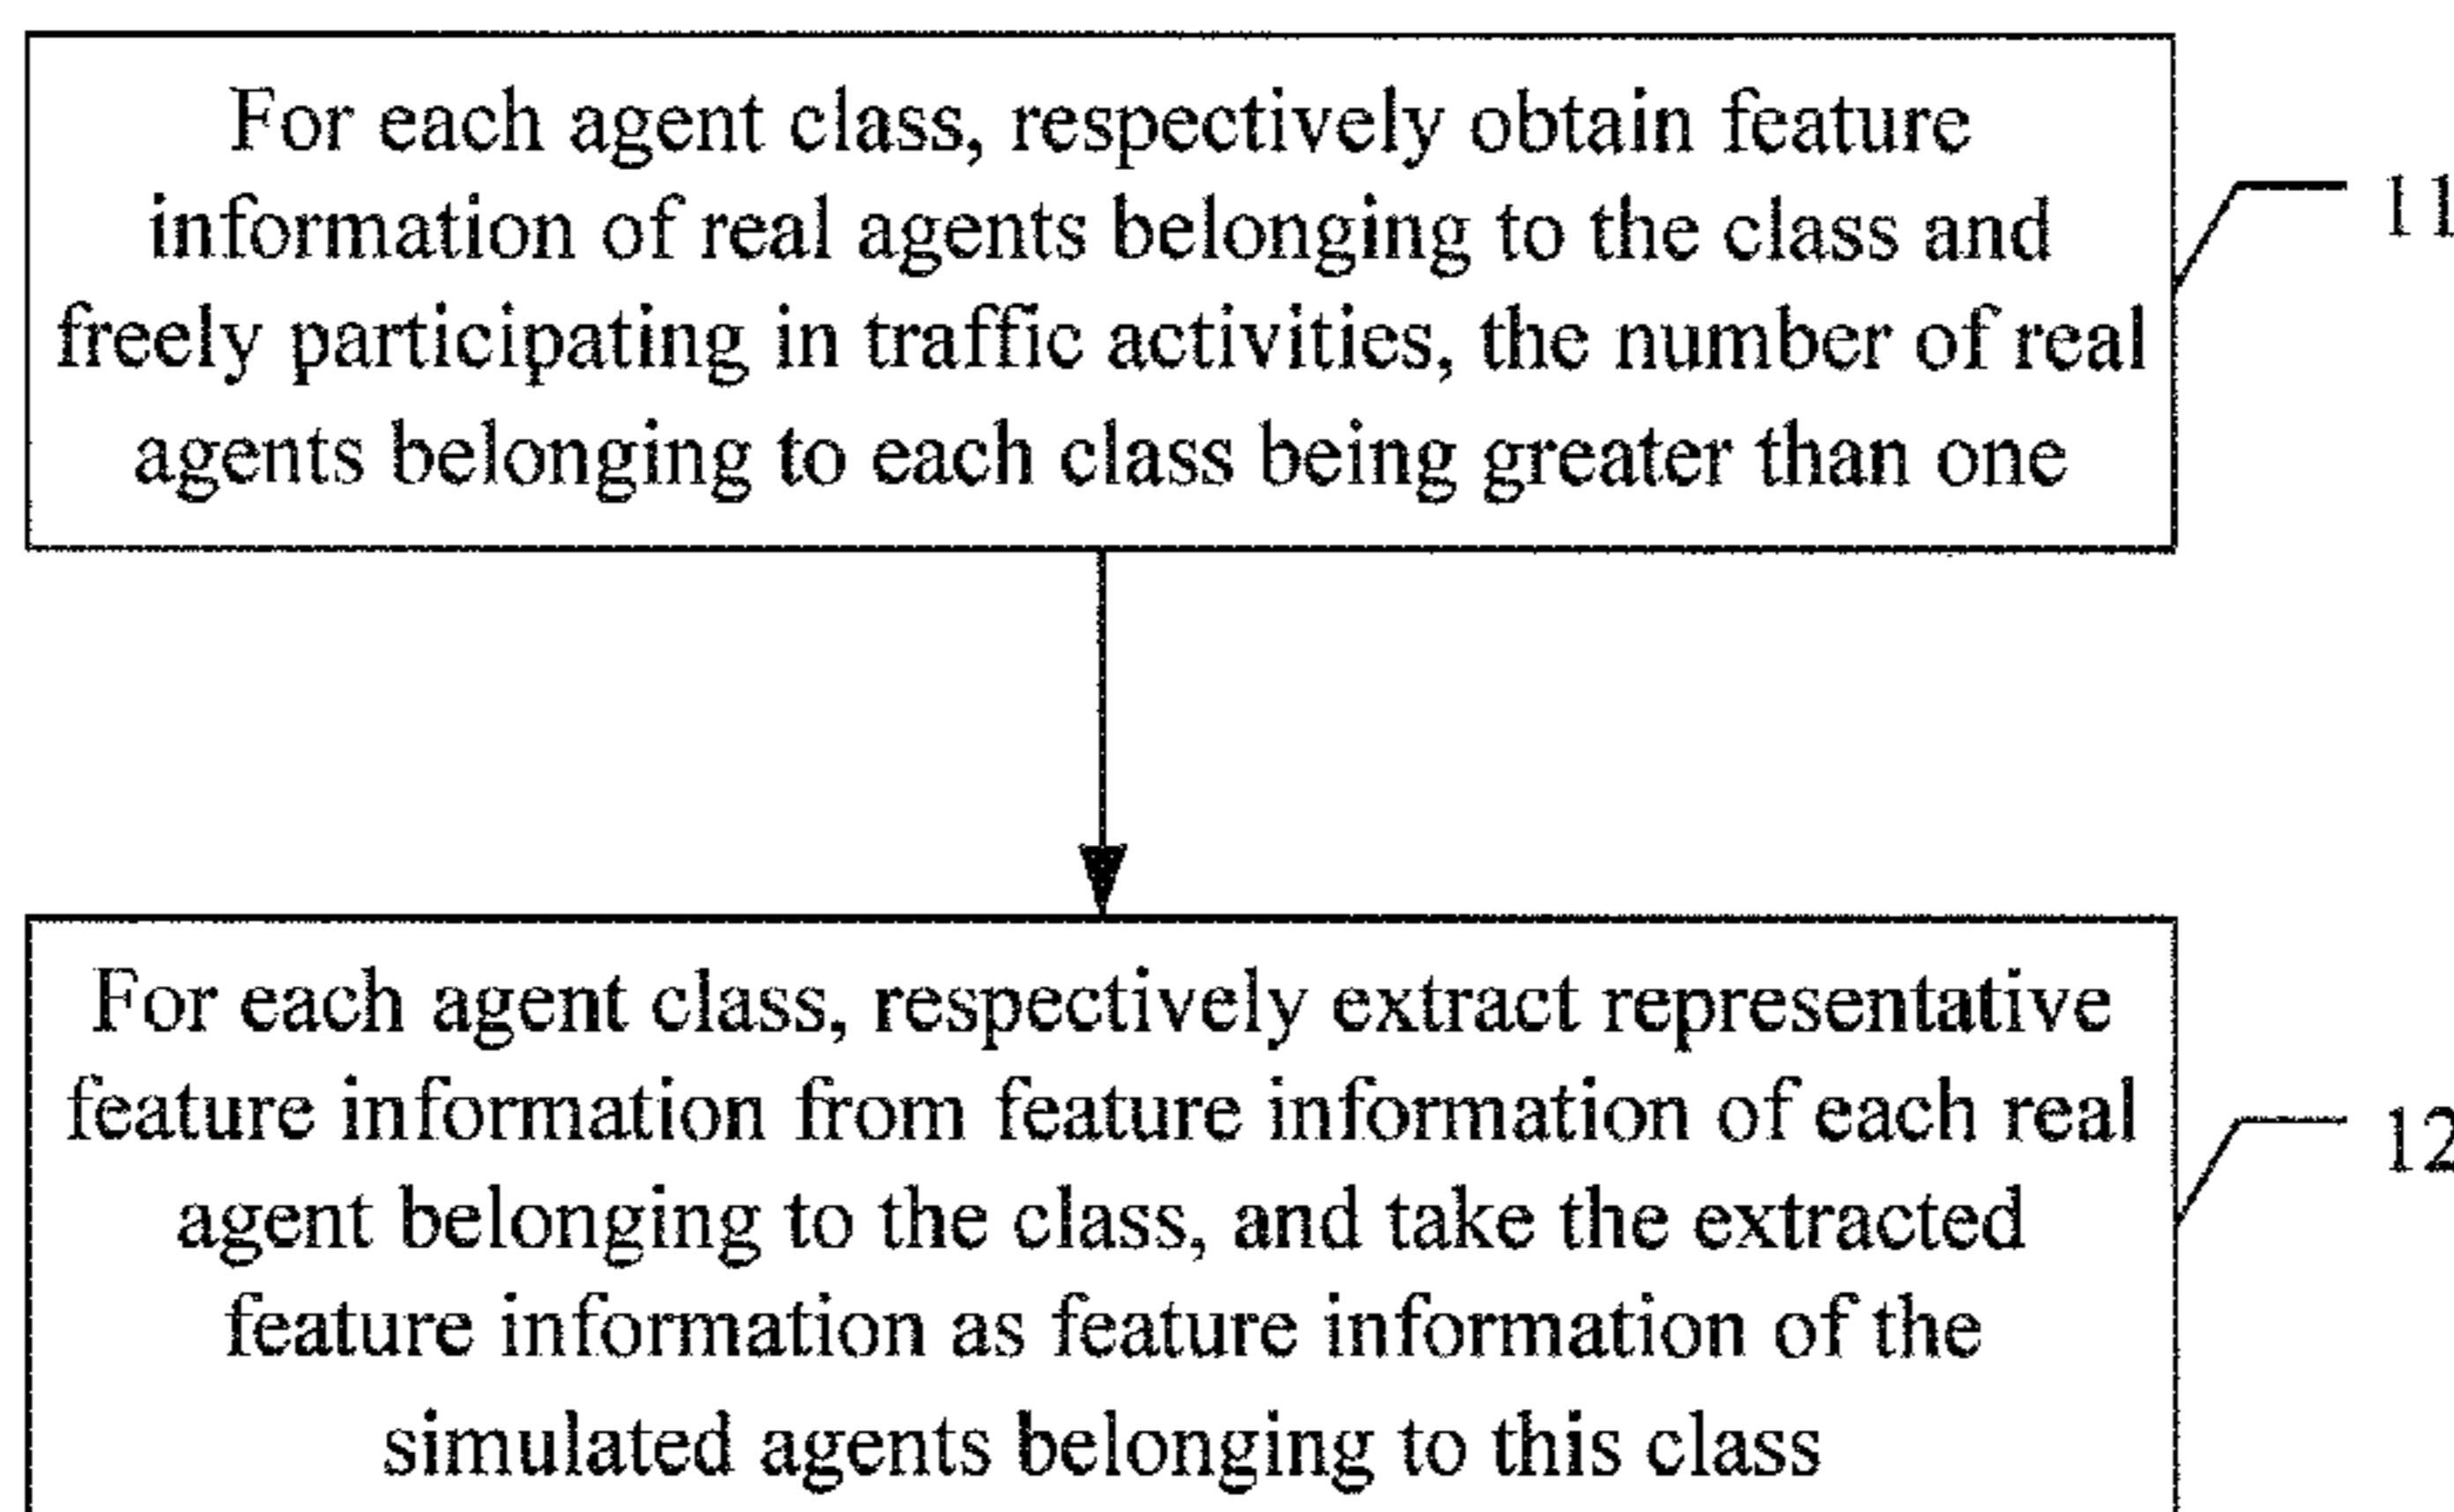 For each agent class, respectively obtain feature
information of real agents belonging to the class and
freely participating in traffic activities, the number of real
agents belonging to each class being greater than one
11
For each agent class, respectively extract representative
feature information from feature information of each real
agent belonging to the class, and take the extracted
feature information as feature information of the
simulated agents belonging to this class
12